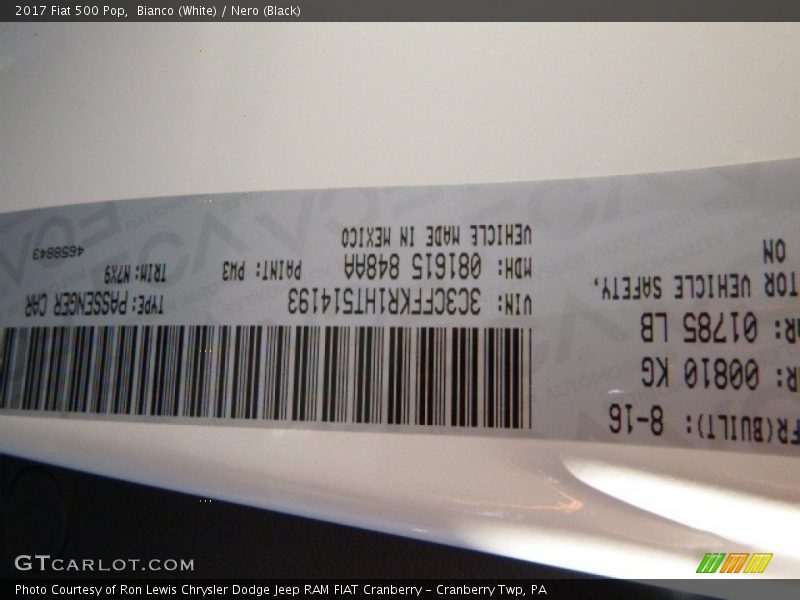 2017 Fiat 500 Pop,  Bianco (White) / Nero (Black)
FR(BUILT): 8-16
R: 00810 KG
AR: 01785 LB
TOR VEHICLE SAFETY,
ON
VIN: 3C3CFFKR1HT514193
TYPE: PASSENGER CAR
MDH: 081615 848AA
PAINT: PW3
TRIM: N7X9
VEHICLE MADE IN MEXICO
4658843
GTCARLOT.COM
Photo Courtesy of Ron Lewis Chrysler Dodge Jeep RAM FIAT Cranberry – Cranberry Twp, PA